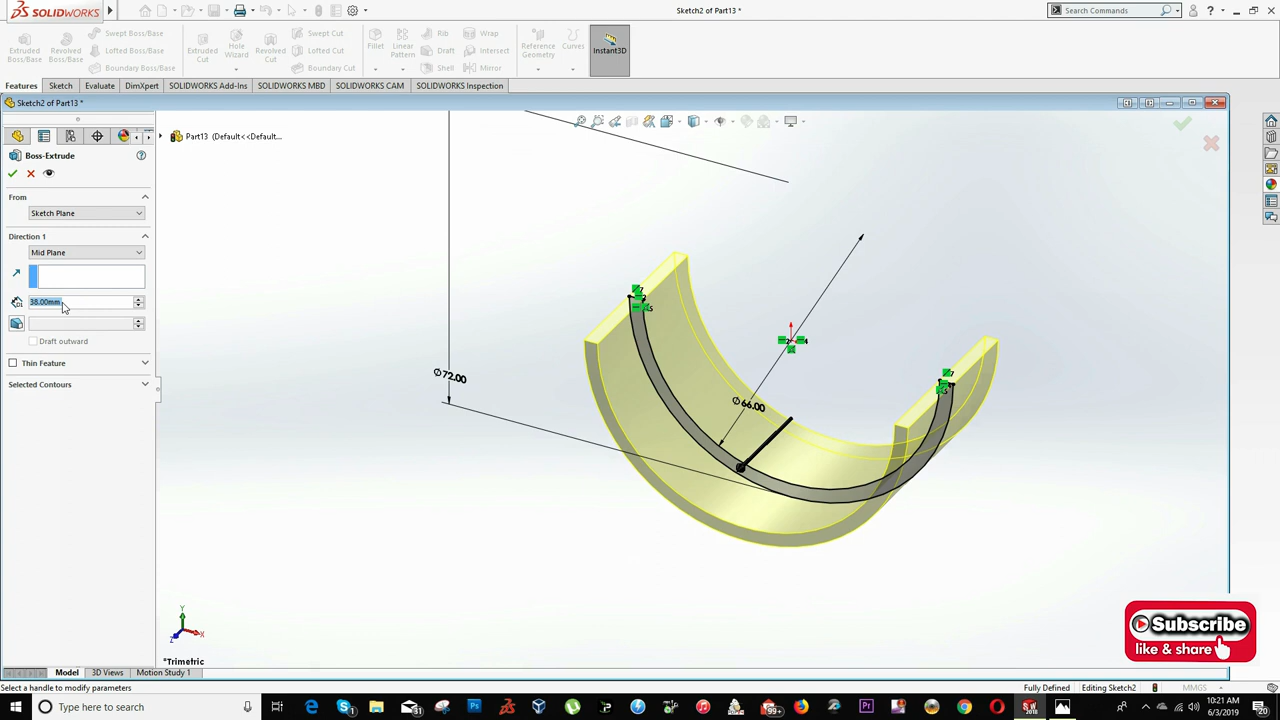 SOLIDWORKS
Sketch2 of Part13 *
Search Commands
Extruded Boss/Base
Revolved Boss/Base
Swept Boss/Base
Lofted Boss/Base
Boundary Boss/Base
Extruded Cut
Hole Wizard
Revolved Cut
Swept Cut
Lofted Cut
Boundary Cut
Fillet
Linear Pattern
Rib
Draft
Shell
Wrap
Intersect
Mirror
Reference Geometry
Curves
Instant3D
Features
Sketch
Evaluate
DimXpert
SOLIDWORKS Add-Ins
SOLIDWORKS MBD
SOLIDWORKS CAM
SOLIDWORKS Inspection
Sketch2 of Part13 *
Part13 (Default<<Default...
Boss-Extrude
From
Sketch Plane
Direction 1
Mid Plane
38.00mm
Draft outward
Thin Feature
Selected Contours
∅72.00
∅66.00
Y
X
Z
*Trimetric
Subscribe
like & share
Model
3D Views
Motion Study 1
Select a handle to modify parameters
Fully Defined
Editing Sketch2
MMGS
Type here to search
10:21 AM
6/3/2019